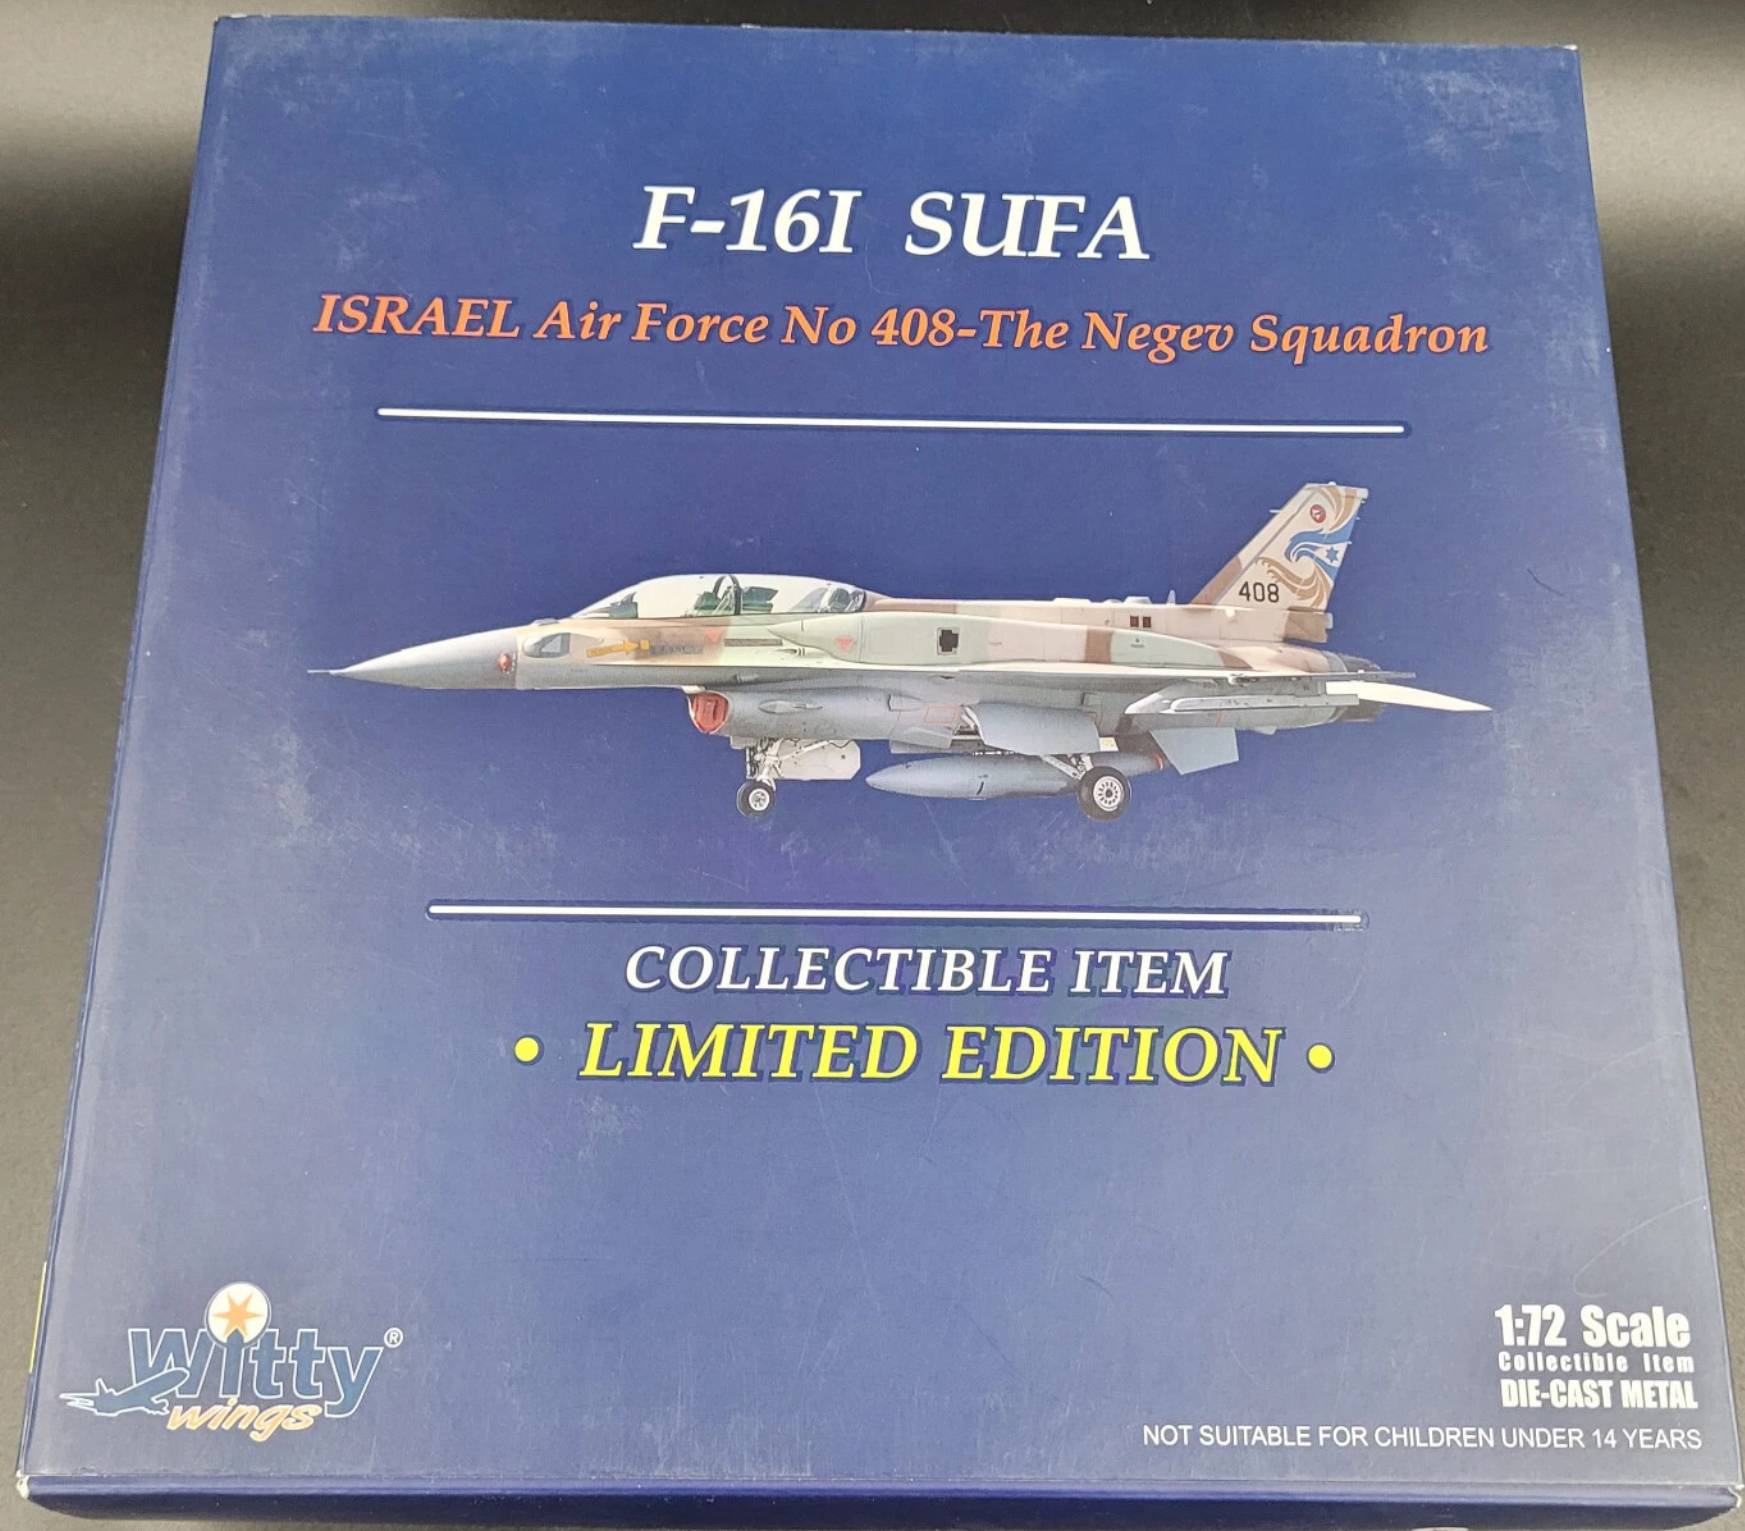 F-16I SUFA
ISRAEL Air Force No 408-The Negev Squadron
408
COLLECTIBLE ITEM
• LIMITED EDITION •
Witty®
wings
1:72 Scale
Collectible Item
DIE-CAST METAL
NOT SUITABLE FOR CHILDREN UNDER 14 YEARS